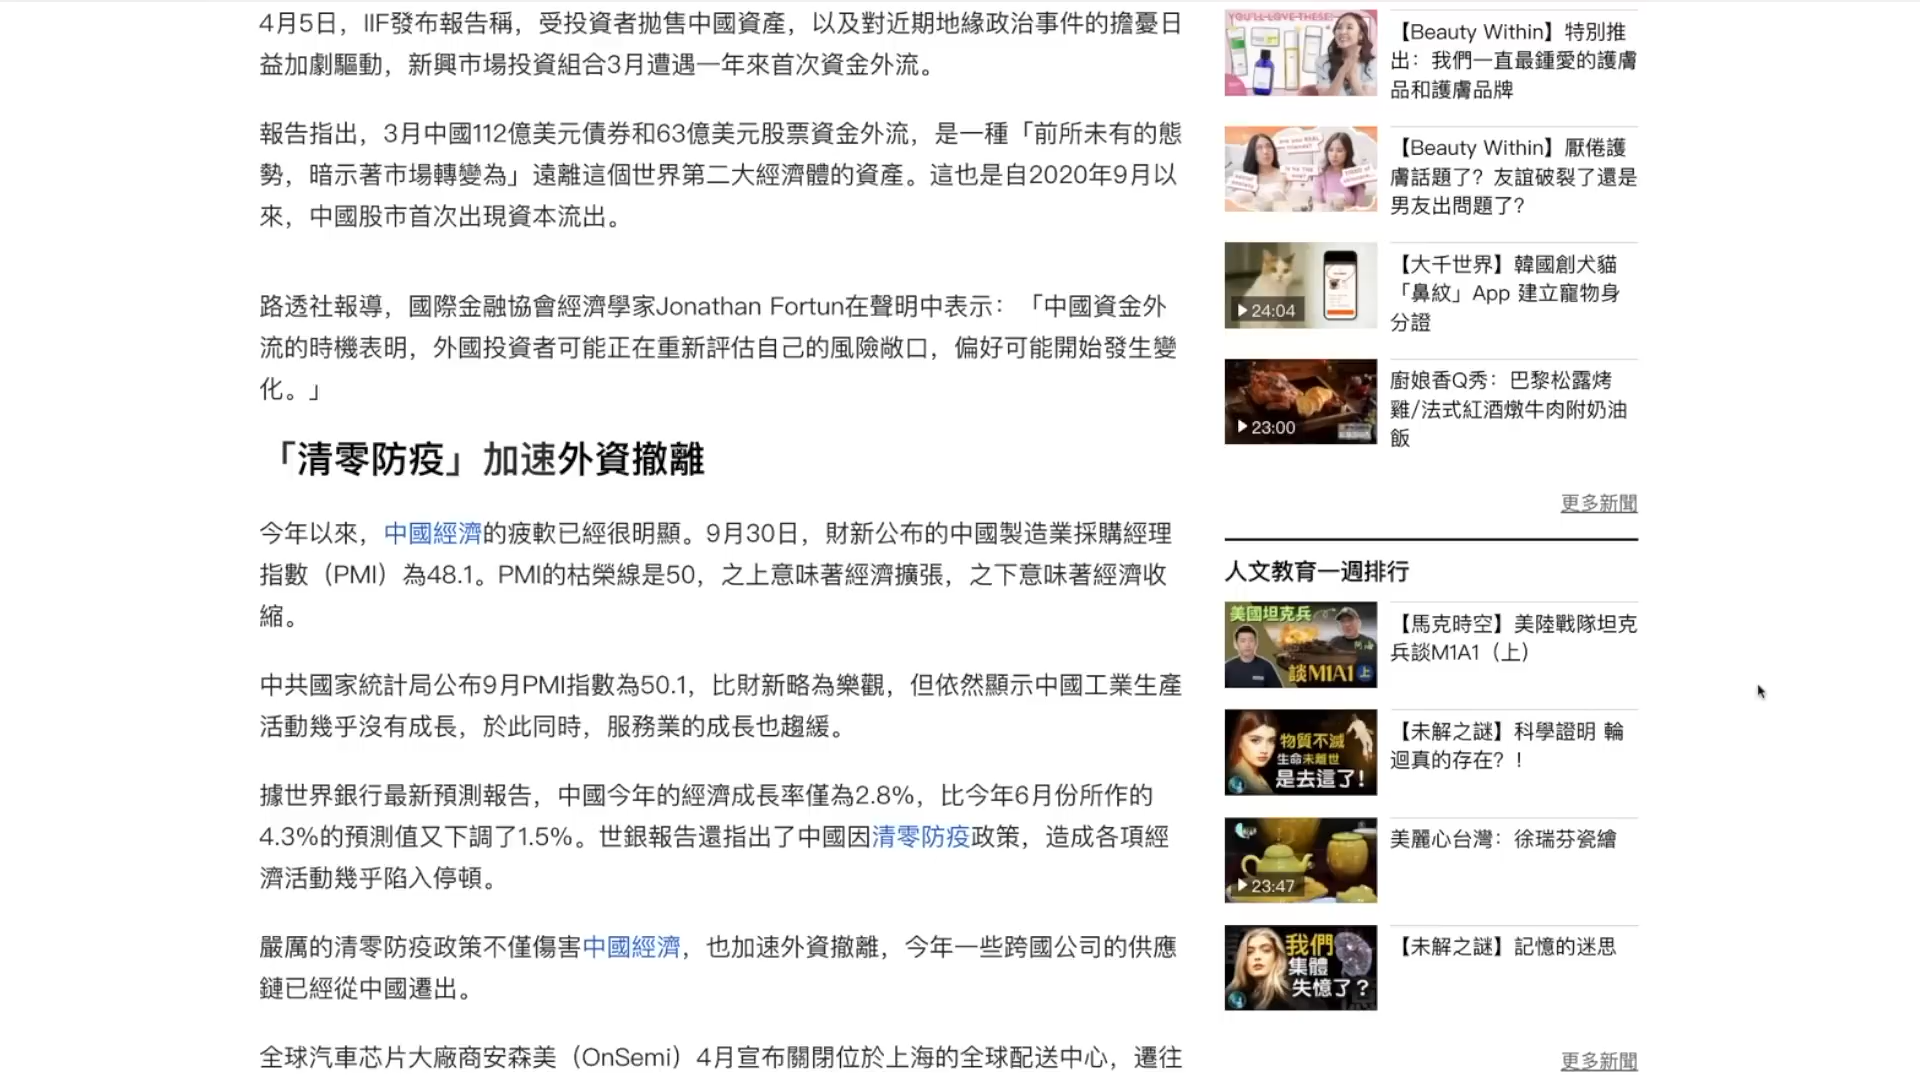 4月5日，IIF發布報告稱，受投資者拋售中國資產，以及對近期地緣政治事件的擔憂日
益加劇驅動，新興市場投資組合3月遭遇一年來首次資金外流。
報告指出，3月中國112億美元債券和63億美元股票資金外流，是一種「前所未有的態
勢，暗示著市場轉變為」遠離這個世界第二大經濟體的資產。這也是自2020年9月以
來，中國股市首次出現資本流出。
路透社報導，國際金融協會經濟學家Jonathan Fortun在聲明中表示：「中國資金外
流的時機表明，外國投資者可能正在重新評估自己的風險敞口，偏好可能開始發生變
化。」
「清零防疫」加速外資撤離
今年以來，中國經濟的疲軟已經很明顯。9月30日，財新公布的中國製造業採購經理
指數（PMI）為48.1。PMI的枯榮線是50，之上意味著經濟擴張，之下意味著經濟收
縮。
中共國家統計局公布9月PMI指數為50.1，比財新略為樂觀，但依然顯示中國工業生產
活動幾乎沒有成長，於此同時，服務業的成長也趨緩。
據世界銀行最新預測報告，中國今年的經濟成長率僅為2.8%，比今年6月份所作的
4.3%的預測值又下調了1.5%。世銀報告還指出了中國因清零防疫政策，造成各項經
濟活動幾乎陷入停頓。
嚴厲的清零防疫政策不僅傷害中國經濟，也加速外資撤離，今年一些跨國公司的供應
鏈已經從中國遷出。
全球汽車芯片大廠商安森美（OnSemi）4月宣布關閉位於上海的全球配送中心，遷往
YOU'LL LOVE THESE!
【Beauty Within】特別推
出：我們一直最鍾愛的護膚
品和護膚品牌
【Beauty Within】厭倦護
膚話題了？友誼破裂了還是
男友出問題了？
24:04
【大千世界】韓國創犬貓
「鼻紋」App 建立寵物身
分證
23:00
廚娘香Q秀：巴黎松露烤
雞/法式紅酒燉牛肉附奶油
飯
更多新聞
人文教育一週排行
美國坦克兵
談M1A1 上
【馬克時空】美陸戰隊坦克
兵談M1A1（上）
物質不滅
生命未離世
是去這了！
【未解之謎】科學證明 輪
迴真的存在？！
23:47
美麗心台灣：徐瑞芬瓷繪
我們
集體
失憶了？
【未解之謎】記憶的迷思
更多新聞